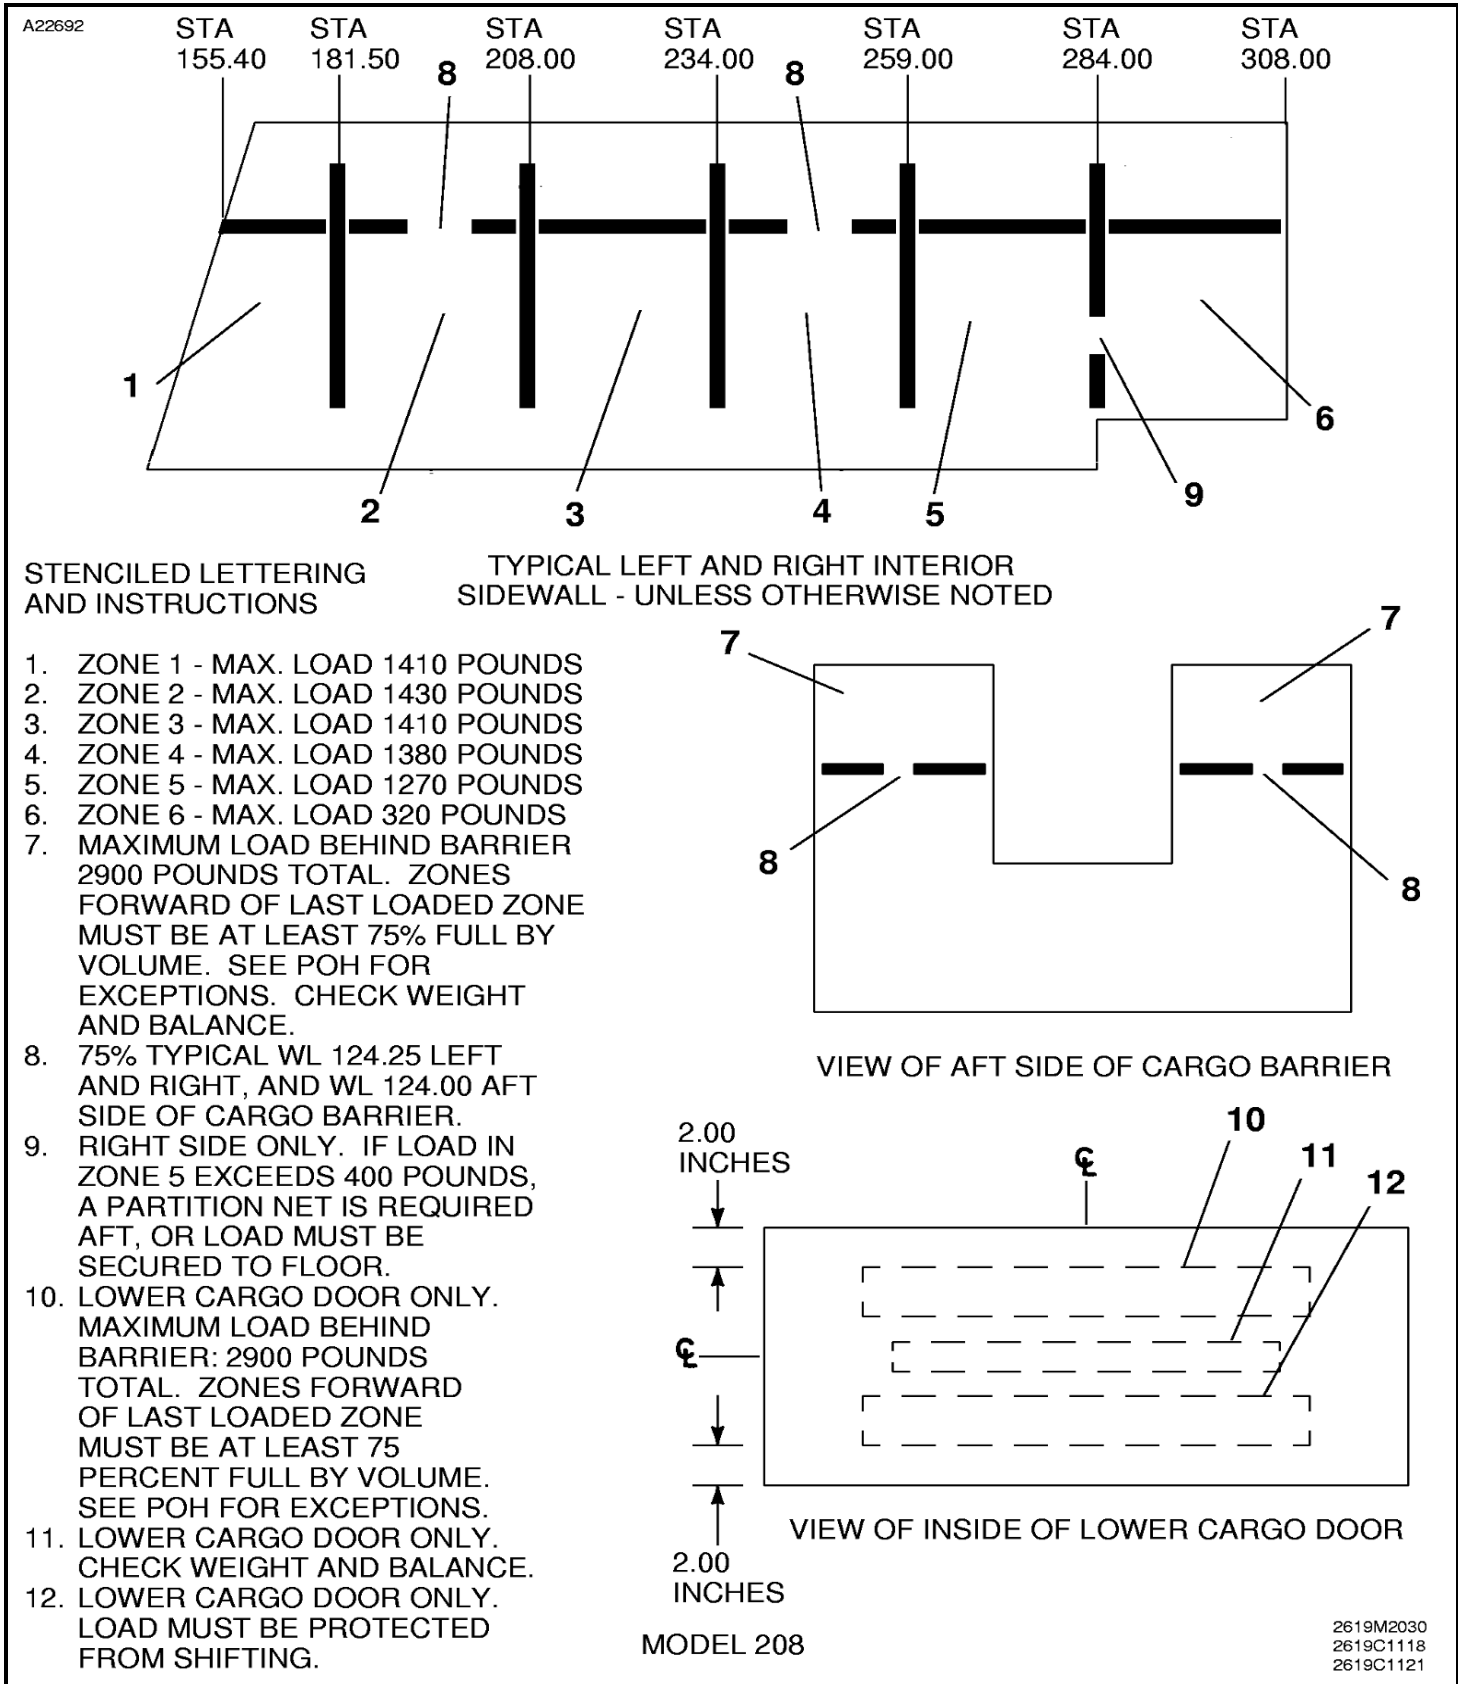 A22692
STA STA STA STA STA STA STA
155.40 181.50 208.00 234.00 259.00 284.00 308.00
8 8
1
6
2 3 4 5 9
TYPICAL LEFT AND RIGHT INTERIOR
SIDEWALL - UNLESS OTHERWISE NOTED
STENCILED LETTERING
AND INSTRUCTIONS
1. ZONE 1 - MAX. LOAD 1410 POUNDS
2. ZONE 2 - MAX. LOAD 1430 POUNDS
3. ZONE 3 - MAX. LOAD 1410 POUNDS
4. ZONE 4 - MAX. LOAD 1380 POUNDS
5. ZONE 5 - MAX. LOAD 1270 POUNDS
6. ZONE 6 - MAX. LOAD 320 POUNDS
7. MAXIMUM LOAD BEHIND BARRIER
2900 POUNDS TOTAL. ZONES
FORWARD OF LAST LOADED ZONE
MUST BE AT LEAST 75% FULL BY
VOLUME. SEE POH FOR
EXCEPTIONS. CHECK WEIGHT
AND BALANCE.
8. 75% TYPICAL WL 124.25 LEFT
AND RIGHT, AND WL 124.00 AFT
SIDE OF CARGO BARRIER.
9. RIGHT SIDE ONLY. IF LOAD IN
ZONE 5 EXCEEDS 400 POUNDS,
A PARTITION NET IS REQUIRED
AFT, OR LOAD MUST BE
SECURED TO FLOOR.
10. LOWER CARGO DOOR ONLY.
MAXIMUM LOAD BEHIND
BARRIER: 2900 POUNDS
TOTAL. ZONES FORWARD
OF LAST LOADED ZONE
MUST BE AT LEAST 75
PERCENT FULL BY VOLUME.
SEE POH FOR EXCEPTIONS.
11. LOWER CARGO DOOR ONLY.
CHECK WEIGHT AND BALANCE.
12. LOWER CARGO DOOR ONLY.
LOAD MUST BE PROTECTED
FROM SHIFTING.
7 7
8 8
VIEW OF AFT SIDE OF CARGO BARRIER
2.00
INCHES
℄
10
11
12
℄
2.00
INCHES
VIEW OF INSIDE OF LOWER CARGO DOOR
MODEL 208
2619M2030
2619C1118
2619C1121